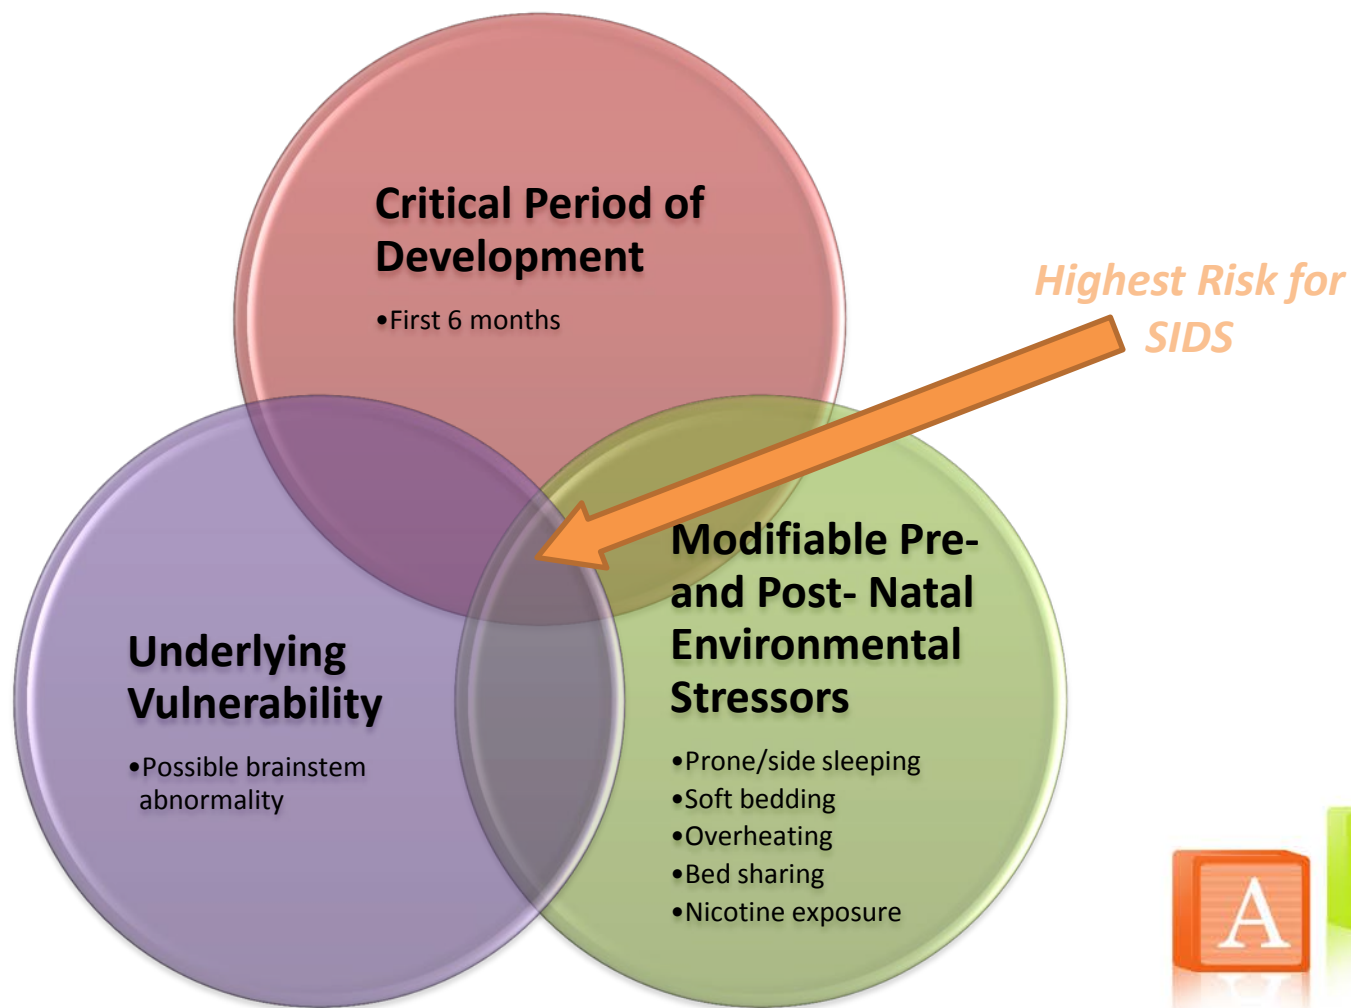 Critical Period of
Development
•First 6 months
Highest Risk for
SIDS
Underlying
Vulnerability
•Possible brainstem
abnormality
Modifiable Pre-
and Post- Natal
Environmental
Stressors
•Prone/side sleeping
•Soft bedding
•Overheating
•Bed sharing
•Nicotine exposure
A